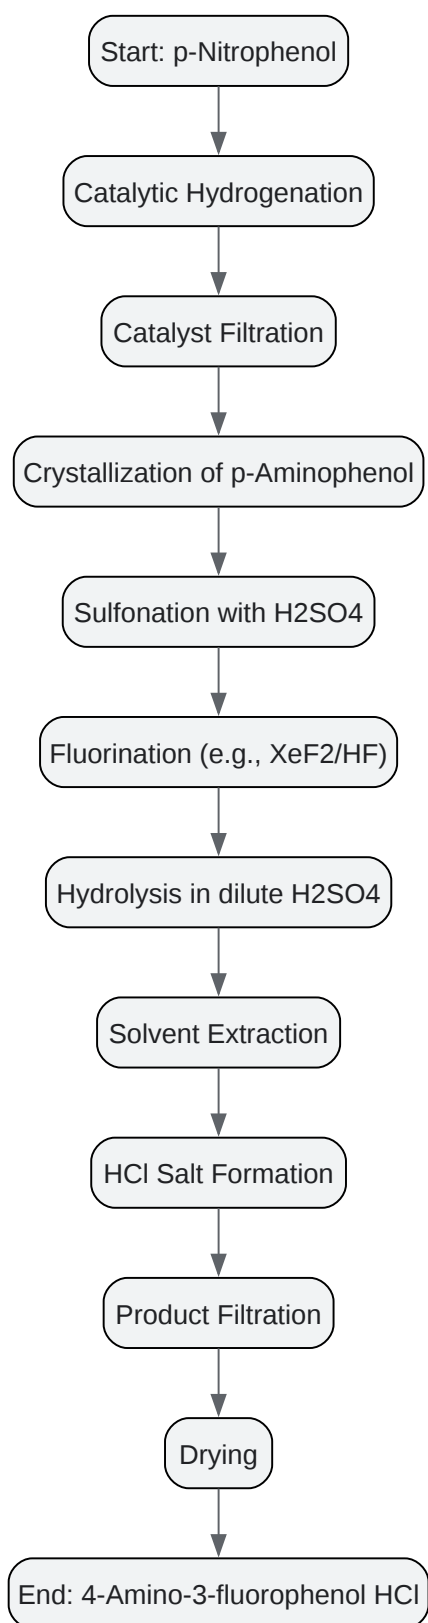 Start: p-Nitrophenol
Catalytic Hydrogenation
Catalyst Filtration
Crystallization of p-Aminophenol
Sulfonation with H2SO4
Fluorination (e.g., XeF2/HF)
Hydrolysis in dilute H2SO4
Solvent Extraction
HCl Salt Formation
Product Filtration
Drying
End: 4-Amino-3-fluorophenol HCl